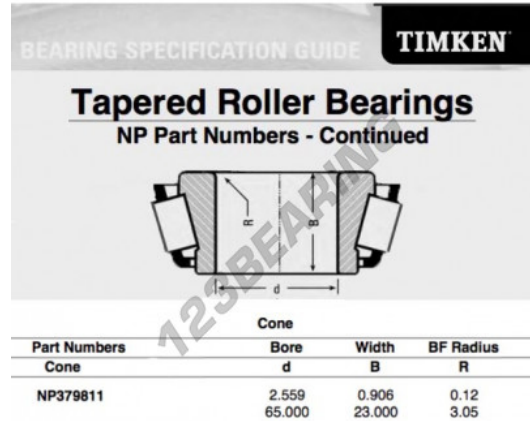 BEARING SPECIFICATION GUIDE
TIMKEN
Tapered Roller Bearings
NP Part Numbers - Continued
R
B
d
123BEARING
Cone
Part Numbers Bore Width BF Radius
Cone d B R
NP379811 2.559 0.906 0.12
65.000 23.000 3.05